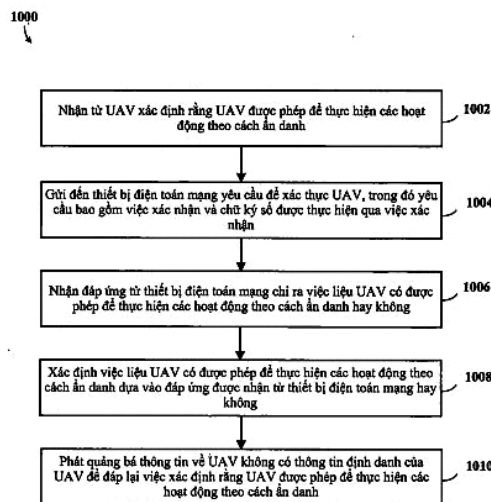 1000
Nhận từ UAV xác định rằng UAV được phép để thực hiện các hoạt
động theo cách ẩn danh
1002
Gửi đến thiết bị điện toán mạng yêu cầu để xác thực UAV, trong đó yêu
cầu bao gồm việc xác nhận và chữ ký số được thực hiện qua việc xác
nhận
1004
Nhận đáp ứng từ thiết bị điện toán mạng chỉ ra việc liệu UAV có được
phép để thực hiện các hoạt động theo cách ẩn danh hay không
1006
Xác định việc liệu UAV có được phép để thực hiện các hoạt động theo
cách ẩn danh dựa vào đáp ứng được nhận từ thiết bị điện toán mạng hay
không
1008
Phát quảng bá thông tin về UAV không có thông tin định danh của
UAV để đáp lại việc xác định rằng UAV được phép để thực hiện các
hoạt động theo cách ẩn danh
1010